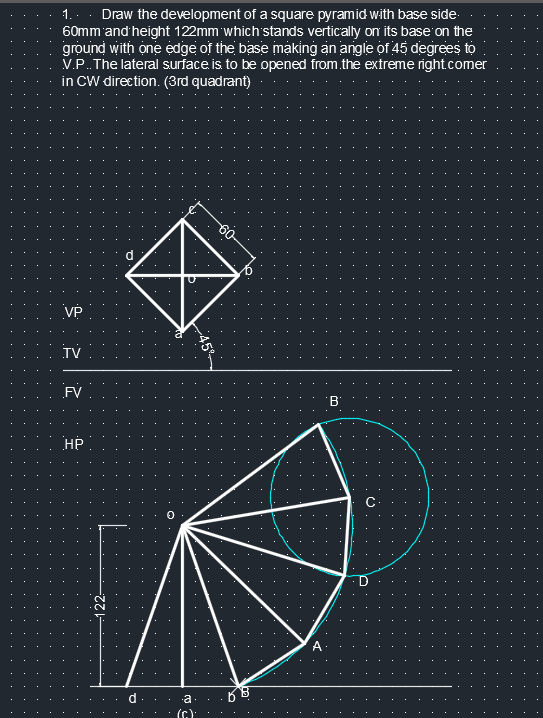 1. Draw the development of a square pyramid with base side
60mm and height 122mm which stands vertically on its base on the
ground with one edge of the base making an angle of 45 degrees to
V.P. The lateral surface is to be opened from the extreme right corner
in CW direction. (3rd quadrant)
c
60
d
b
o
VP
a
45°
TV
FV
B
HP
C
o
D
122
A
d
a
b
B
(c)